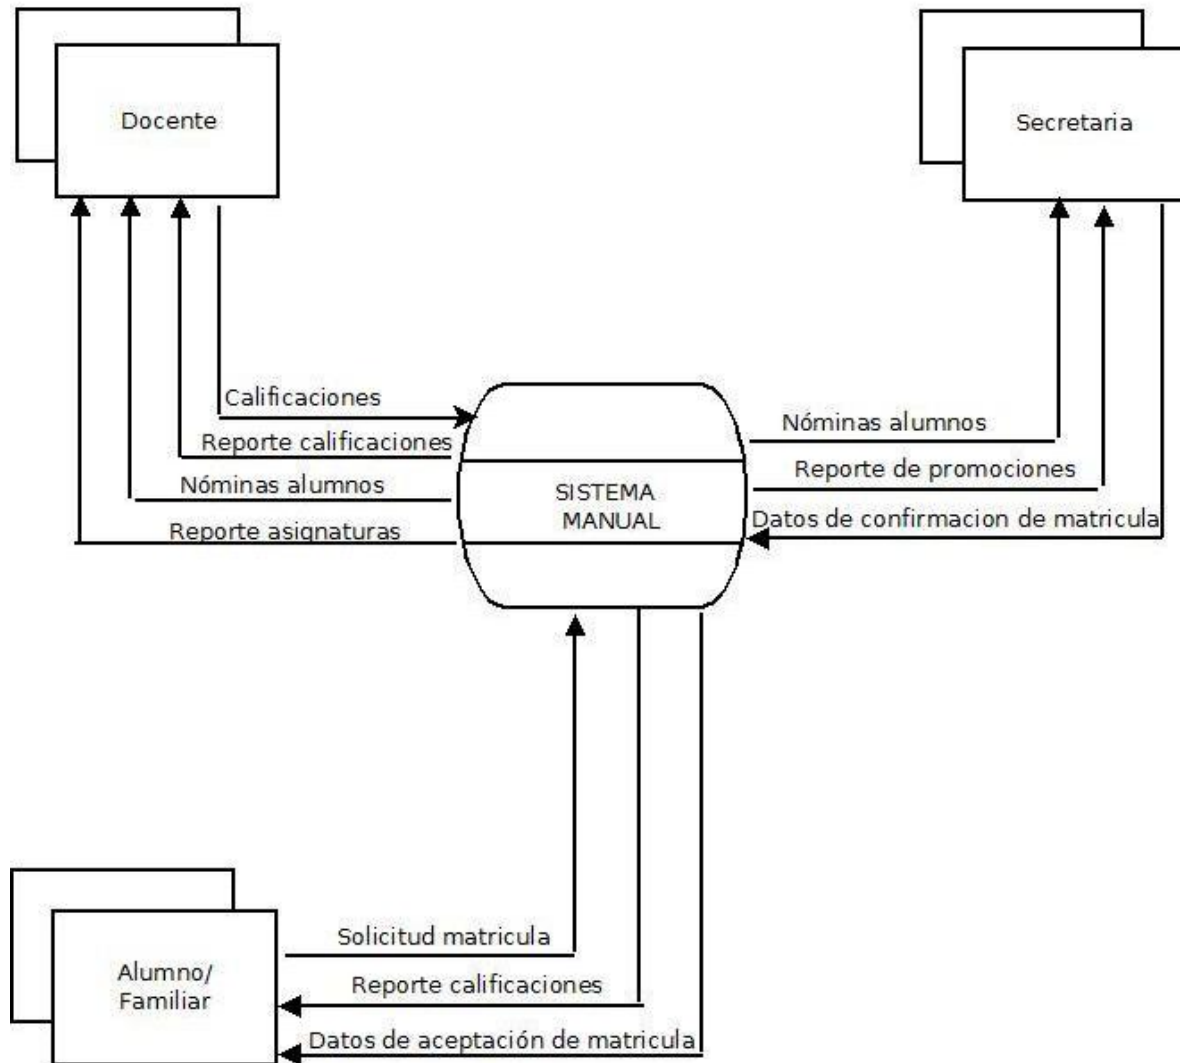 Docente
Secretaria
Calificaciones
Reporte calificaciones
Nóminas alumnos
Reporte asignaturas
SISTEMA
MANUAL
Nóminas alumnos
Reporte de promociones
Datos de confirmacion de matricula
Solicitud matricula
Reporte calificaciones
Datos de aceptación de matricula
Alumno/
Familiar